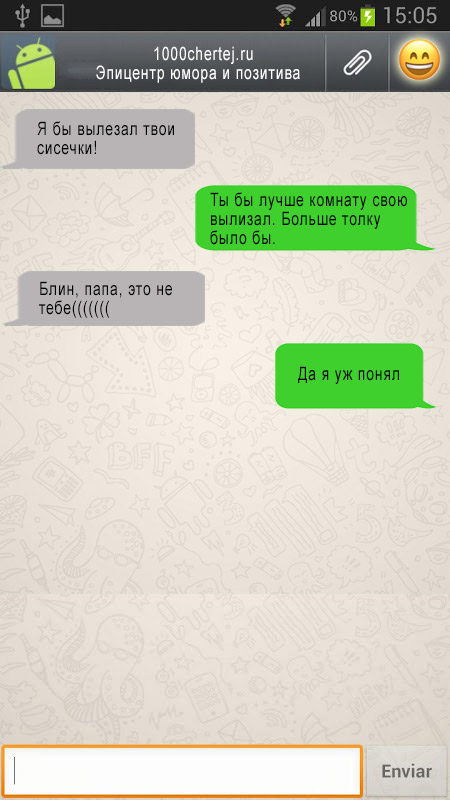 80% 15:05
1000chertej.ru
Эпицентр юмора и позитива
Я бы вылезал твои
сисечки!
Ты бы лучше комнату свою
вылизал. Больше толку
было бы.
Блин, папа, это не
тебе(((((((
Да я уж понял
BFF
Enviar